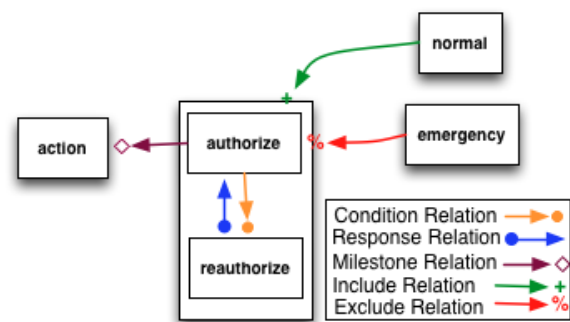 normal
+
authorize
%
emergency
action
reauthorize
Condition Relation
Response Relation
Milestone Relation
Include Relation +
Exclude Relation %